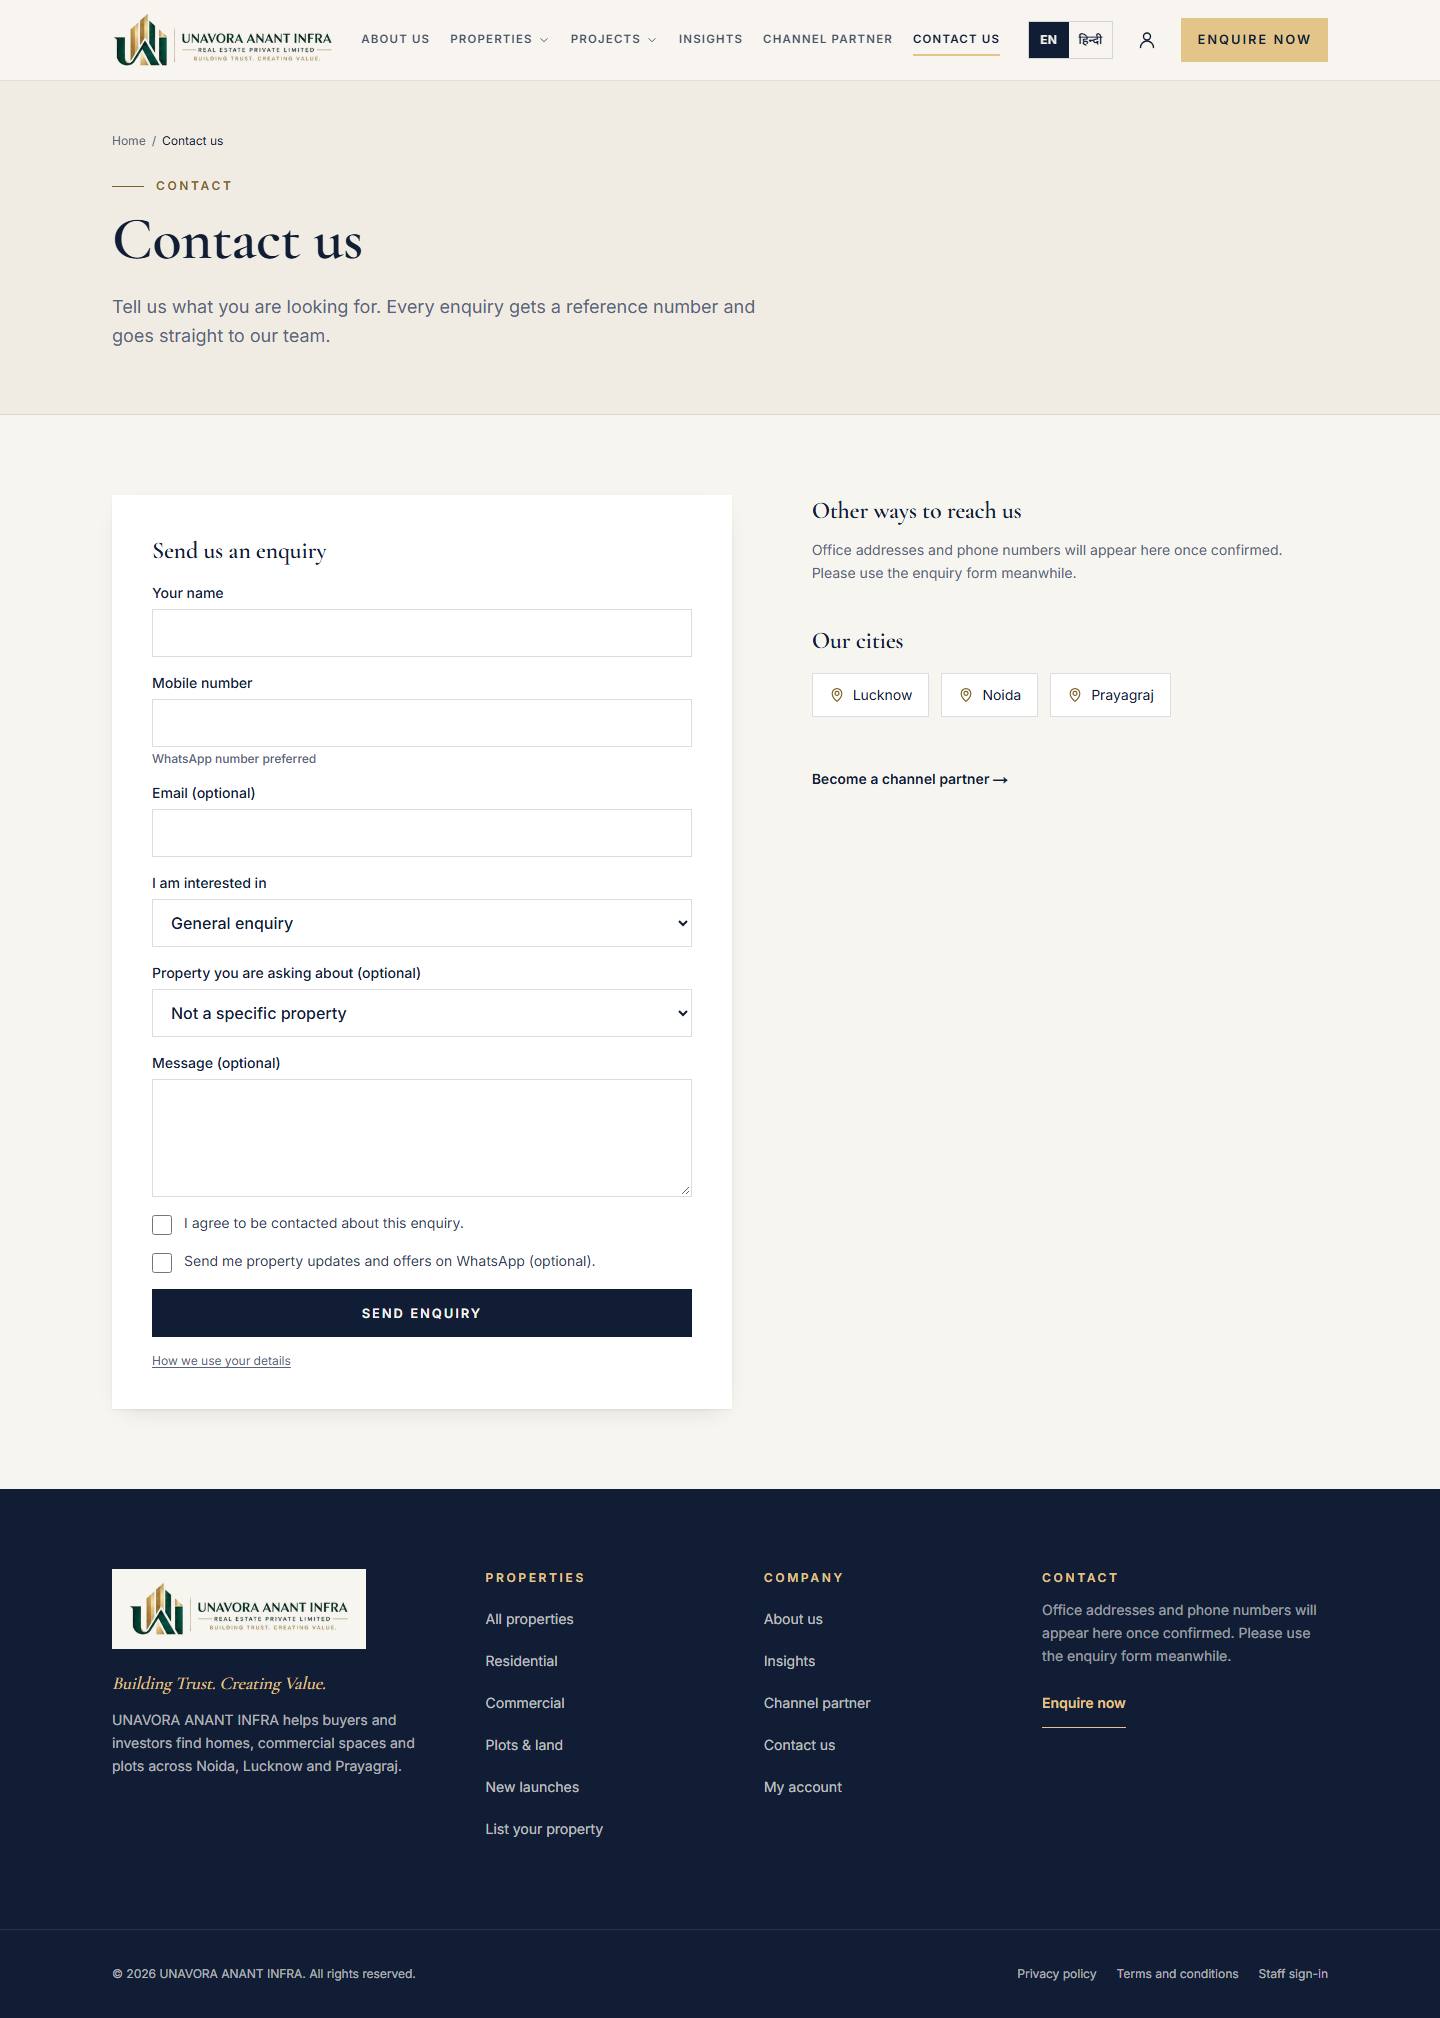 UNAVORA ANANT INFRA
REAL ESTATE PRIVATE LIMITED
BUILDING TRUST. CREATING VALUE.
ABOUT US
PROPERTIES
PROJECTS
INSIGHTS
CHANNEL PARTNER
CONTACT US
EN
हिन्दी
ENQUIRE NOW
Home / Contact us
CONTACT
Contact us
Tell us what you are looking for. Every enquiry gets a reference number and
goes straight to our team.
Send us an enquiry
Your name
Mobile number
WhatsApp number preferred
Email (optional)
I am interested in
General enquiry
Property you are asking about (optional)
Not a specific property
Message (optional)
I agree to be contacted about this enquiry.
Send me property updates and offers on WhatsApp (optional).
SEND ENQUIRY
How we use your details
Other ways to reach us
Office addresses and phone numbers will appear here once confirmed.
Please use the enquiry form meanwhile.
Our cities
Lucknow
Noida
Prayagraj
Become a channel partner →
UNAVORA ANANT INFRA
REAL ESTATE PRIVATE LIMITED
BUILDING TRUST. CREATING VALUE.
Building Trust. Creating Value.
UNAVORA ANANT INFRA helps buyers and
investors find homes, commercial spaces and
plots across Noida, Lucknow and Prayagraj.
PROPERTIES
All properties
Residential
Commercial
Plots & land
New launches
List your property
COMPANY
About us
Insights
Channel partner
Contact us
My account
CONTACT
Office addresses and phone numbers will
appear here once confirmed. Please use
the enquiry form meanwhile.
Enquire now
© 2026 UNAVORA ANANT INFRA. All rights reserved.
Privacy policy
Terms and conditions
Staff sign-in